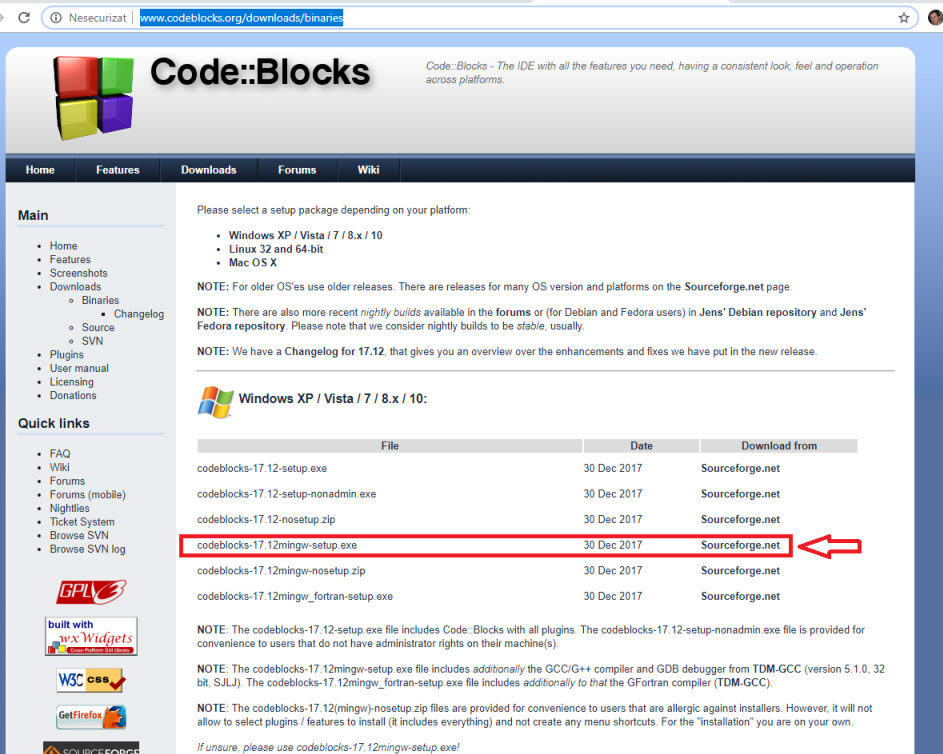 Nesecurizat | www.codeblocks.org/downloads/binaries
Code::Blocks
Code::Blocks - The IDE with all the features you need, having a consistent look, feel and operation
across platforms.
Home Features Downloads Forums Wiki
Main
Home
Features
Screenshots
Downloads
Binaries
Changelog
Source
SVN
Plugins
User manual
Licensing
Donations
Quick links
FAQ
Wiki
Forums
Forums (mobile)
Nightlies
Ticket System
Browse SVN
Browse SVN log
GPLv3
built with
wxWidgets
Cross-Platform GUI Library
W3C css
GetFirefox
SOURCEFORGE
Please select a setup package depending on your platform:
Windows XP / Vista / 7 / 8.x / 10
Linux 32 and 64-bit
Mac OS X
NOTE: For older OS'es use older releases. There are releases for many OS version and platforms on the Sourceforge.net page.
NOTE: There are also more recent nightly builds available in the forums or (for Debian and Fedora users) in Jens' Debian repository and Jens'
Fedora repository. Please note that we consider nightly builds to be stable, usually.
NOTE: We have a Changelog for 17.12, that gives you an overview over the enhancements and fixes we have put in the new release.
Windows XP / Vista / 7 / 8.x / 10:
File Date Download from
codeblocks-17.12-setup.exe 30 Dec 2017 Sourceforge.net
codeblocks-17.12-setup-nonadmin.exe 30 Dec 2017 Sourceforge.net
codeblocks-17.12-nosetup.zip 30 Dec 2017 Sourceforge.net
codeblocks-17.12mingw-setup.exe 30 Dec 2017 Sourceforge.net
codeblocks-17.12mingw-nosetup.zip 30 Dec 2017 Sourceforge.net
codeblocks-17.12mingw_fortran-setup.exe 30 Dec 2017 Sourceforge.net
NOTE: The codeblocks-17.12-setup.exe file includes Code::Blocks with all plugins. The codeblocks-17.12-setup-nonadmin.exe file is provided for
convenience to users that do not have administrator rights on their machine(s).
NOTE: The codeblocks-17.12mingw-setup.exe file includes additionally the GCC/G++ compiler and GDB debugger from TDM-GCC (version 5.1.0, 32
bit, SJLJ). The codeblocks-17.12mingw_fortran-setup.exe file includes additionally to that the GFortran compiler (TDM-GCC).
NOTE: The codeblocks-17.12(mingw)-nosetup.zip files are provided for convenience to users that are allergic against installers. However, it will not
allow to select plugins / features to install (it includes everything) and not create any menu shortcuts. For the "installation" you are on your own.
If unsure, please use codeblocks-17.12mingw-setup.exe!